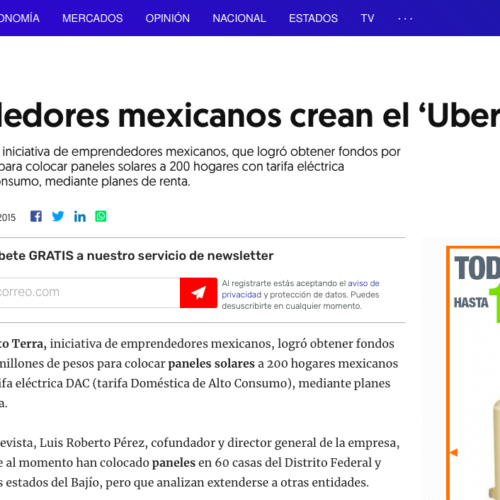 ONOMÍA MERCADOS OPINIÓN NACIONAL ESTADOS TV ...
dedores mexicanos crean el ‘Uber
iniciativa de emprendedores mexicanos, que logró obtener fondos por
para colocar paneles solares a 200 hogares con tarifa eléctrica
onsumo, mediante planes de renta.
2015
bete GRATIS a nuestro servicio de newsletter
correo.com
Al registrarte estás aceptando el aviso de
privacidad y protección de datos. Puedes
desuscribirte en cualquier momento.
TOD
HASTA 1
to Terra, iniciativa de emprendedores mexicanos, logró obtener fondos
millones de pesos para colocar paneles solares a 200 hogares mexicanos
ifa eléctrica DAC (tarifa Doméstica de Alto Consumo), mediante planes
a.
evista, Luis Roberto Pérez, cofundador y director general de la empresa,
e al momento han colocado paneles en 60 casas del Distrito Federal y
s estados del Bajío, pero que analizan extenderse a otras entidades.